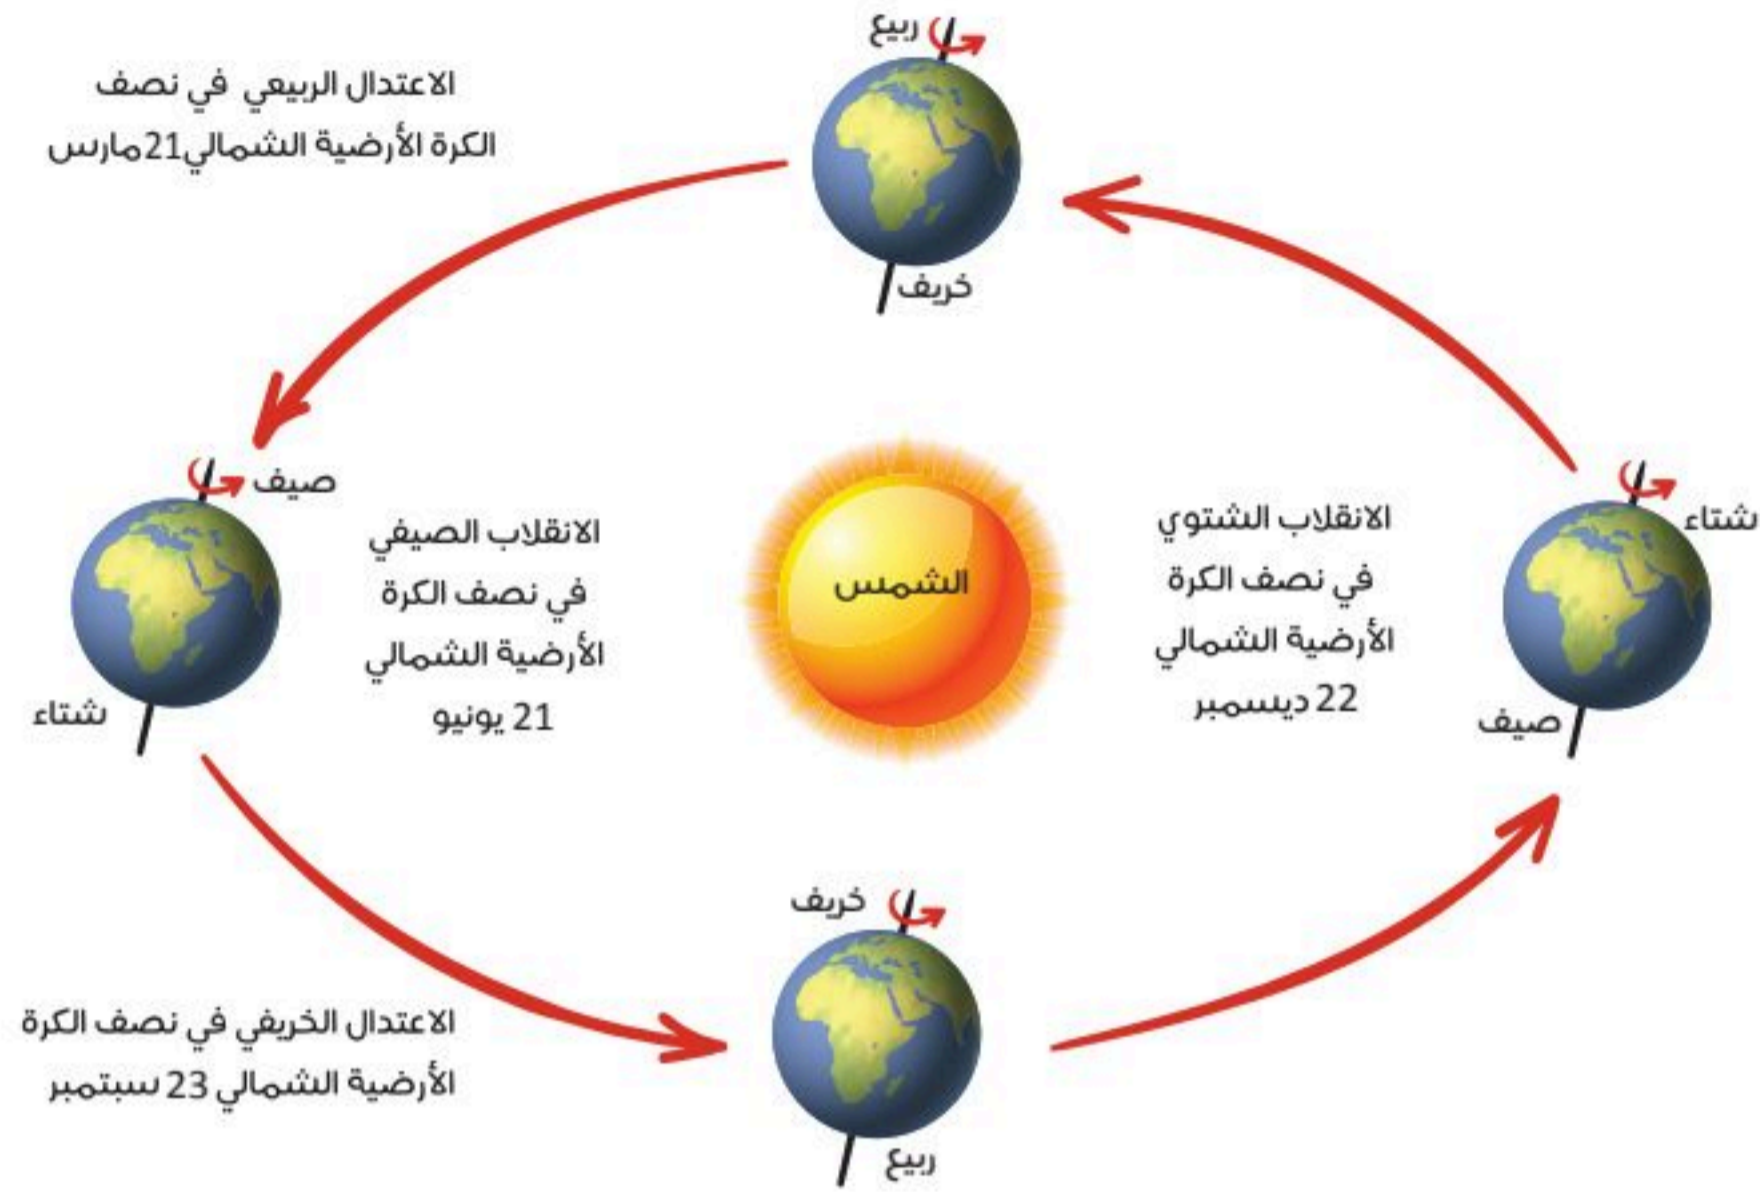 ربيع
الاعتدال الربيعي في نصف
الكرة الأرضية الشمالي21مارس
خريف
صيف
الانقلاب الصيفي
في نصف الكرة
الأرضية الشمالي
21 يونيو
شتاء
الشمس
الانقلاب الشتوي
في نصف الكرة
الأرضية الشمالي
22 ديسمبر
شتاء
صيف
خريف
الاعتدال الخريفي في نصف الكرة
الأرضية الشمالي 23 سبتمبر
ربيع